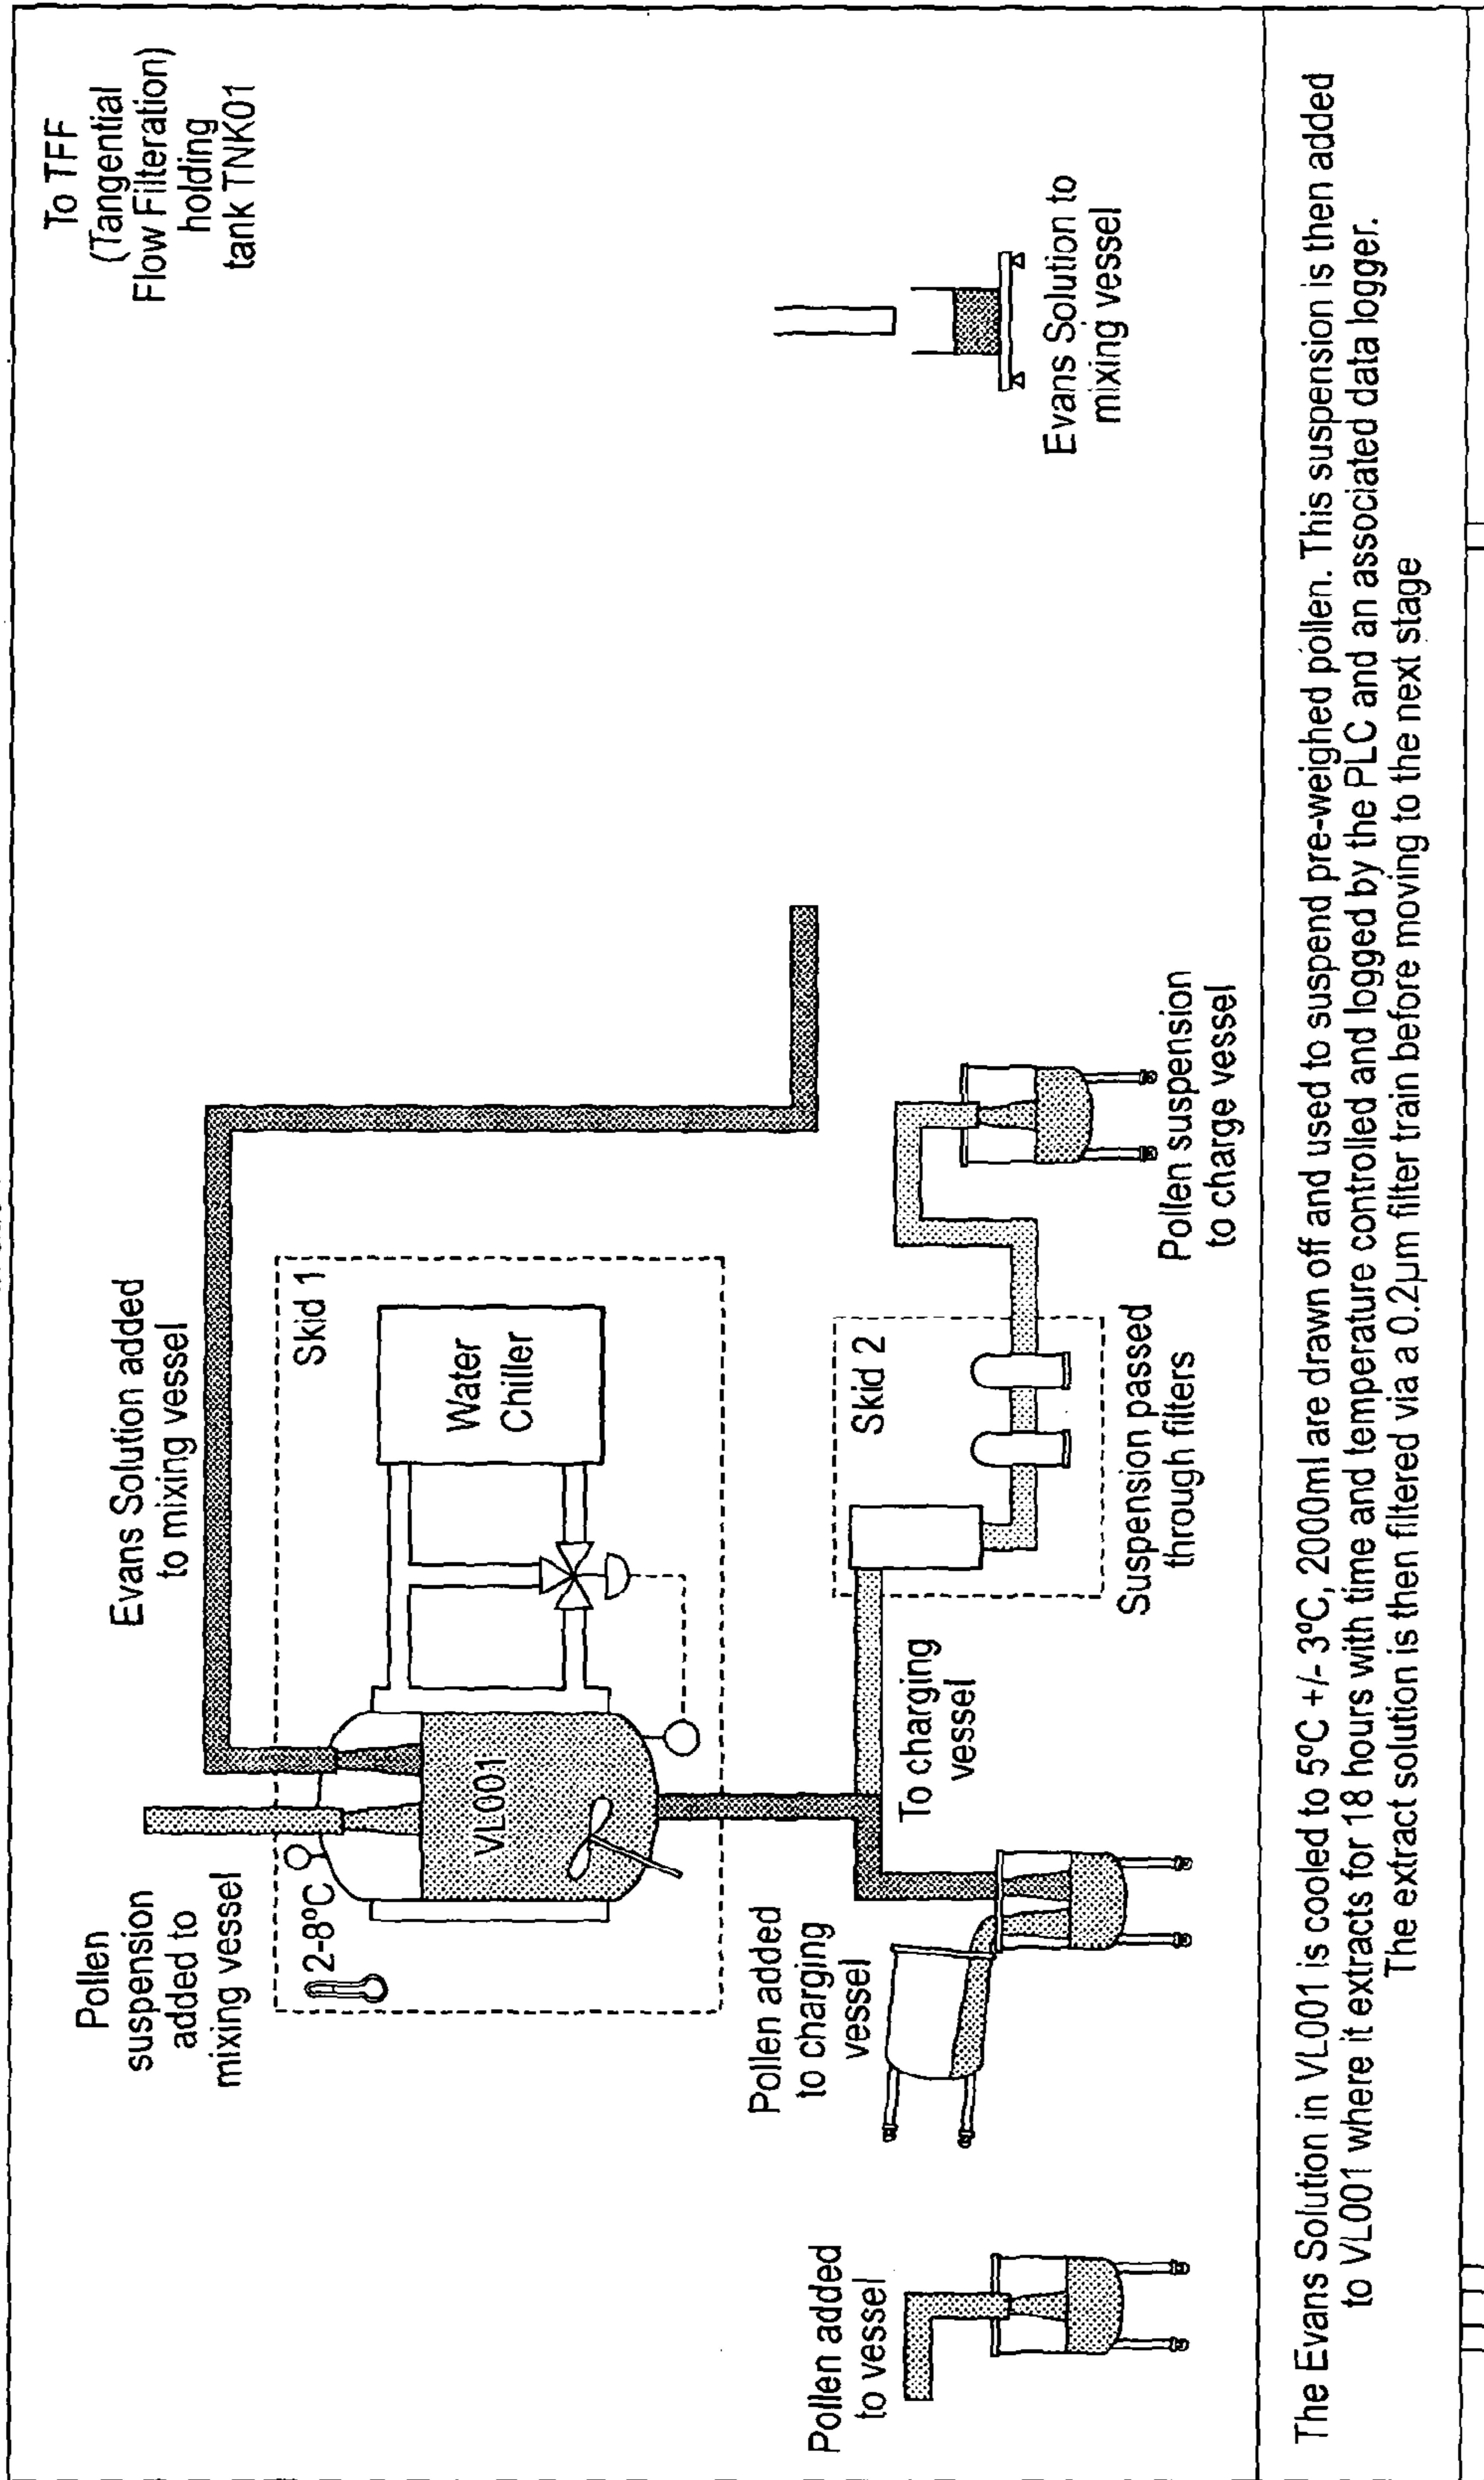 To TFF
(Tangential
Flow Filteration)
holding
tank TNK01
Evans Solution added
to mixing vessel
Pollen
suspension
added to
mixing vessel
Skid 1
2-8ºC
VL001
Water
Chiller
Evans Solution to
mixing vessel
Pollen added
to charging
vessel
To charging
vessel
Skid 2
Suspension passed
through filters
Pollen suspension
to charge vessel
Pollen added
to vessel
The Evans Solution in VL001 is cooled to 5ºC +/- 3ºC, 2000ml are drawn off and used to suspend pre-weighed pollen. This suspension is then added
to VL001 where it extracts for 18 hours with time and temperature controlled and logged by the PLC and an associated data logger.
The extract solution is then filtered via a 0.2µm filter train before moving to the next stage